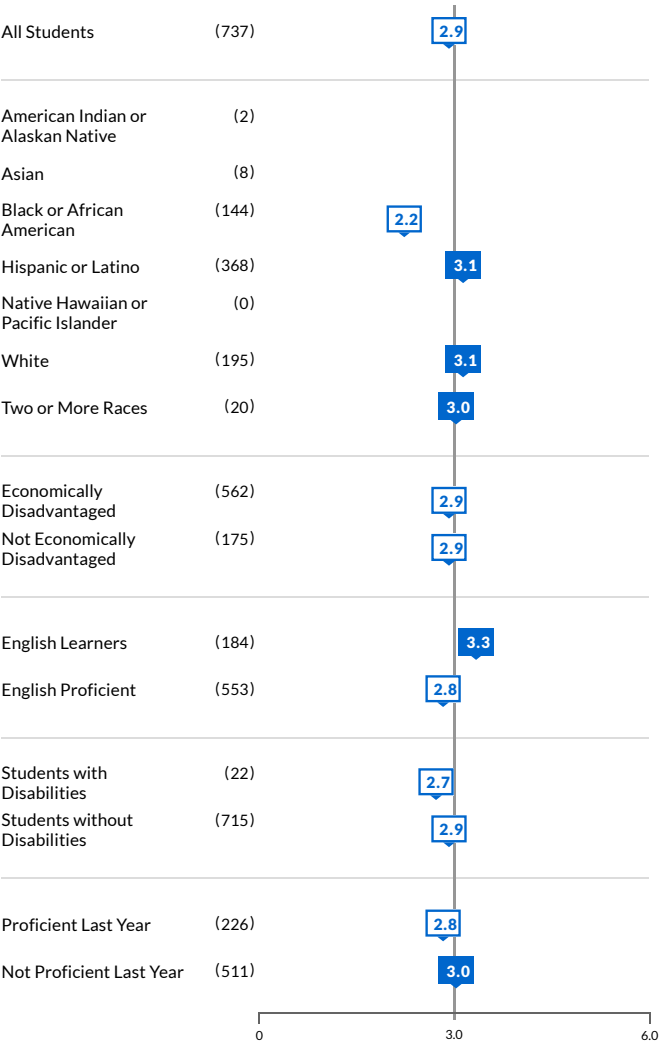 All Students (737) 2.9
American Indian or
Alaskan Native (2)
Asian (8)
Black or African
American (144) 2.2
Hispanic or Latino (368) 3.1
Native Hawaiian or
Pacific Islander (0)
White (195) 3.1
Two or More Races (20) 3.0
Economically
Disadvantaged (562) 2.9
Not Economically
Disadvantaged (175) 2.9
English Learners (184) 3.3
English Proficient (553) 2.8
Students with
Disabilities (22) 2.7
Students without
Disabilities (715) 2.9
Proficient Last Year (226) 2.8
Not Proficient Last Year (511) 3.0
0 3.0 6.0